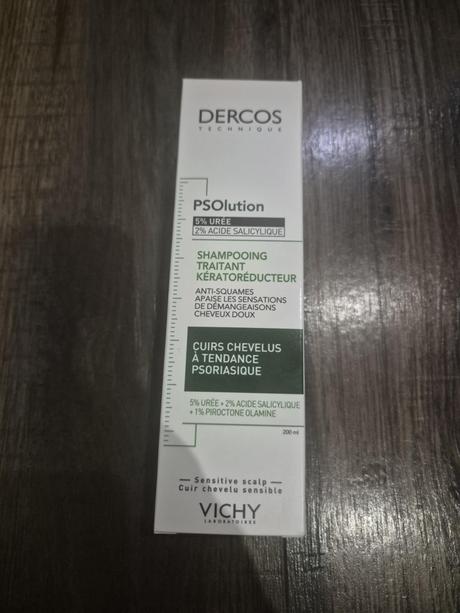 DERCOS
TECHNIQUE
PSOlution
5% URÉE
2% ACIDE SALICYLIQUE
SHAMPOOING
TRAITANT
KÉRATORÉDUCTEUR
ANTI-SQUAMES
APAISE LES SENSATIONS
DE DÉMANGEAISONS
CHEVEUX DOUX
CUIRS CHEVELUS
À TENDANCE
PSORIASIQUE
5% URÉE + 2% ACIDE SALICYLIQUE
+ 1% PIROCTONE OLAMINE
200 ml
Sensitive scalp
Cuir chevelu sensible
VICHY
LABORATOIRES